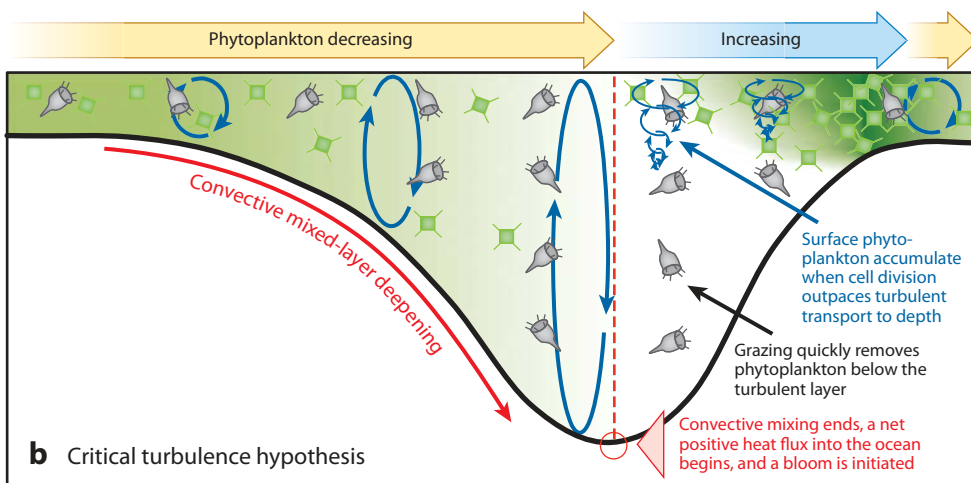 Phytoplankton decreasing
Increasing
Convective mixed-layer deepening
Surface phyto-
plankton accumulate
when cell division
outpaces turbulent
transport to depth
Grazing quickly removes
phytoplankton below the
turbulent layer
Convective mixing ends, a net
positive heat flux into the ocean
begins, and a bloom is initiated
b Critical turbulence hypothesis